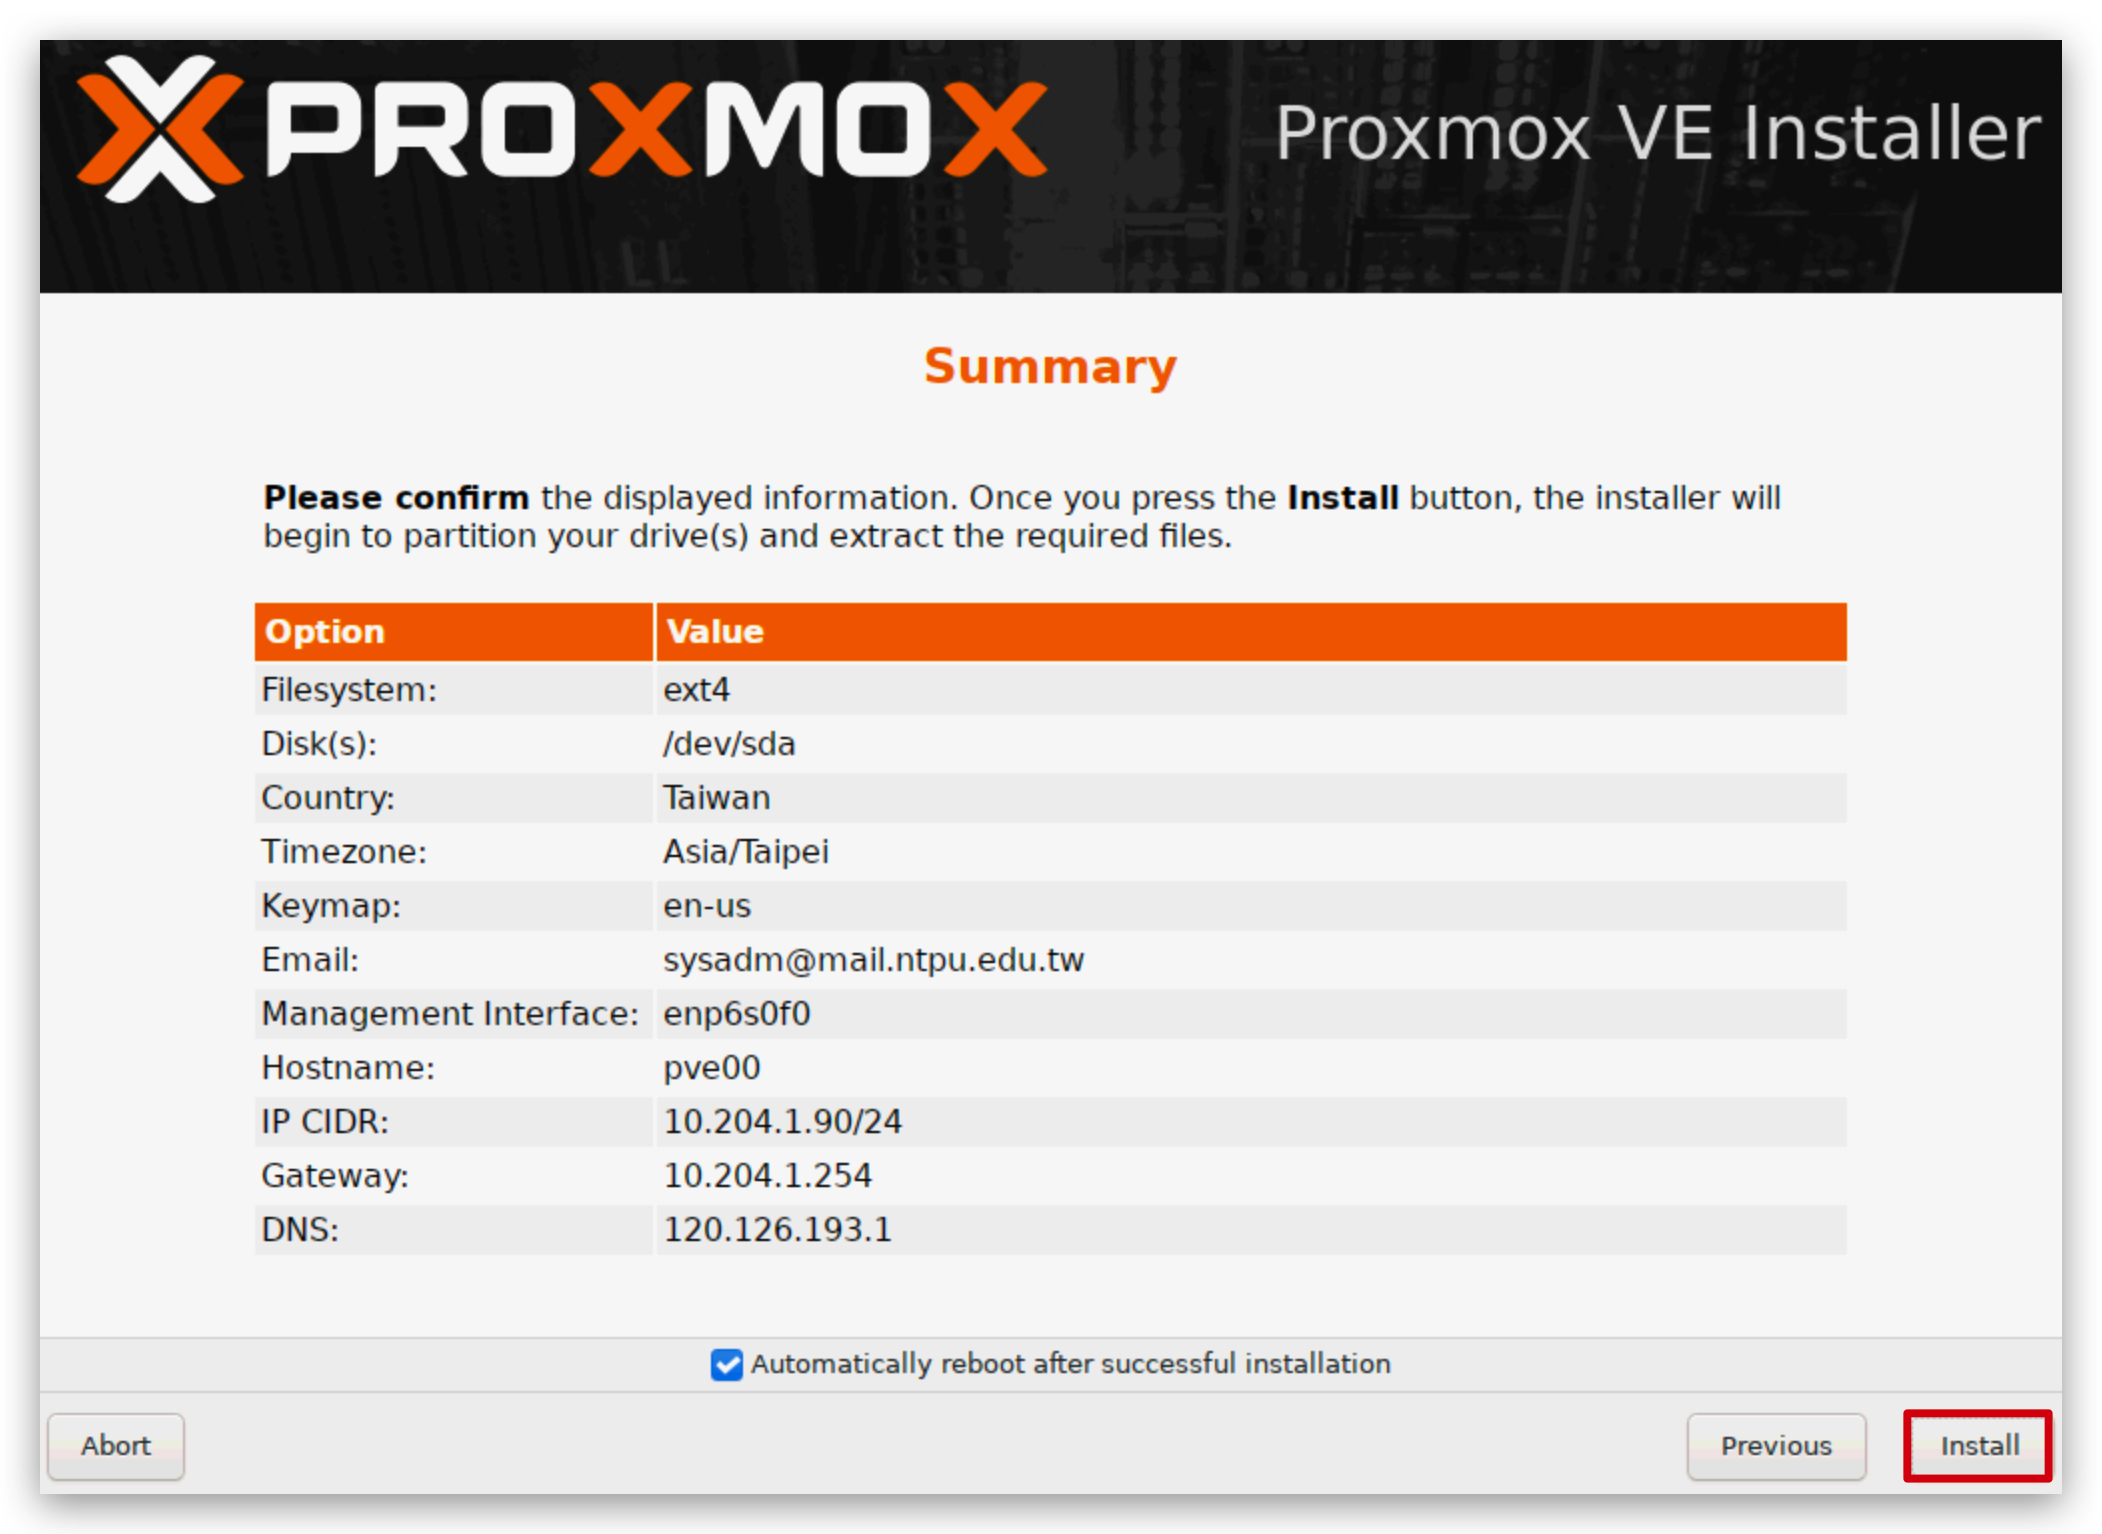 PROXMOX
Proxmox VE Installer
Summary
Please confirm the displayed information. Once you press the Install button, the installer will
begin to partition your drive(s) and extract the required files.
Option Value
Filesystem: ext4
Disk(s): /dev/sda
Country: Taiwan
Timezone: Asia/Taipei
Keymap: en-us
Email: sysadm@mail.ntpu.edu.tw
Management Interface: enp6s0f0
Hostname: pve00
IP CIDR: 10.204.1.90/24
Gateway: 10.204.1.254
DNS: 120.126.193.1
Automatically reboot after successful installation
Abort Previous Install